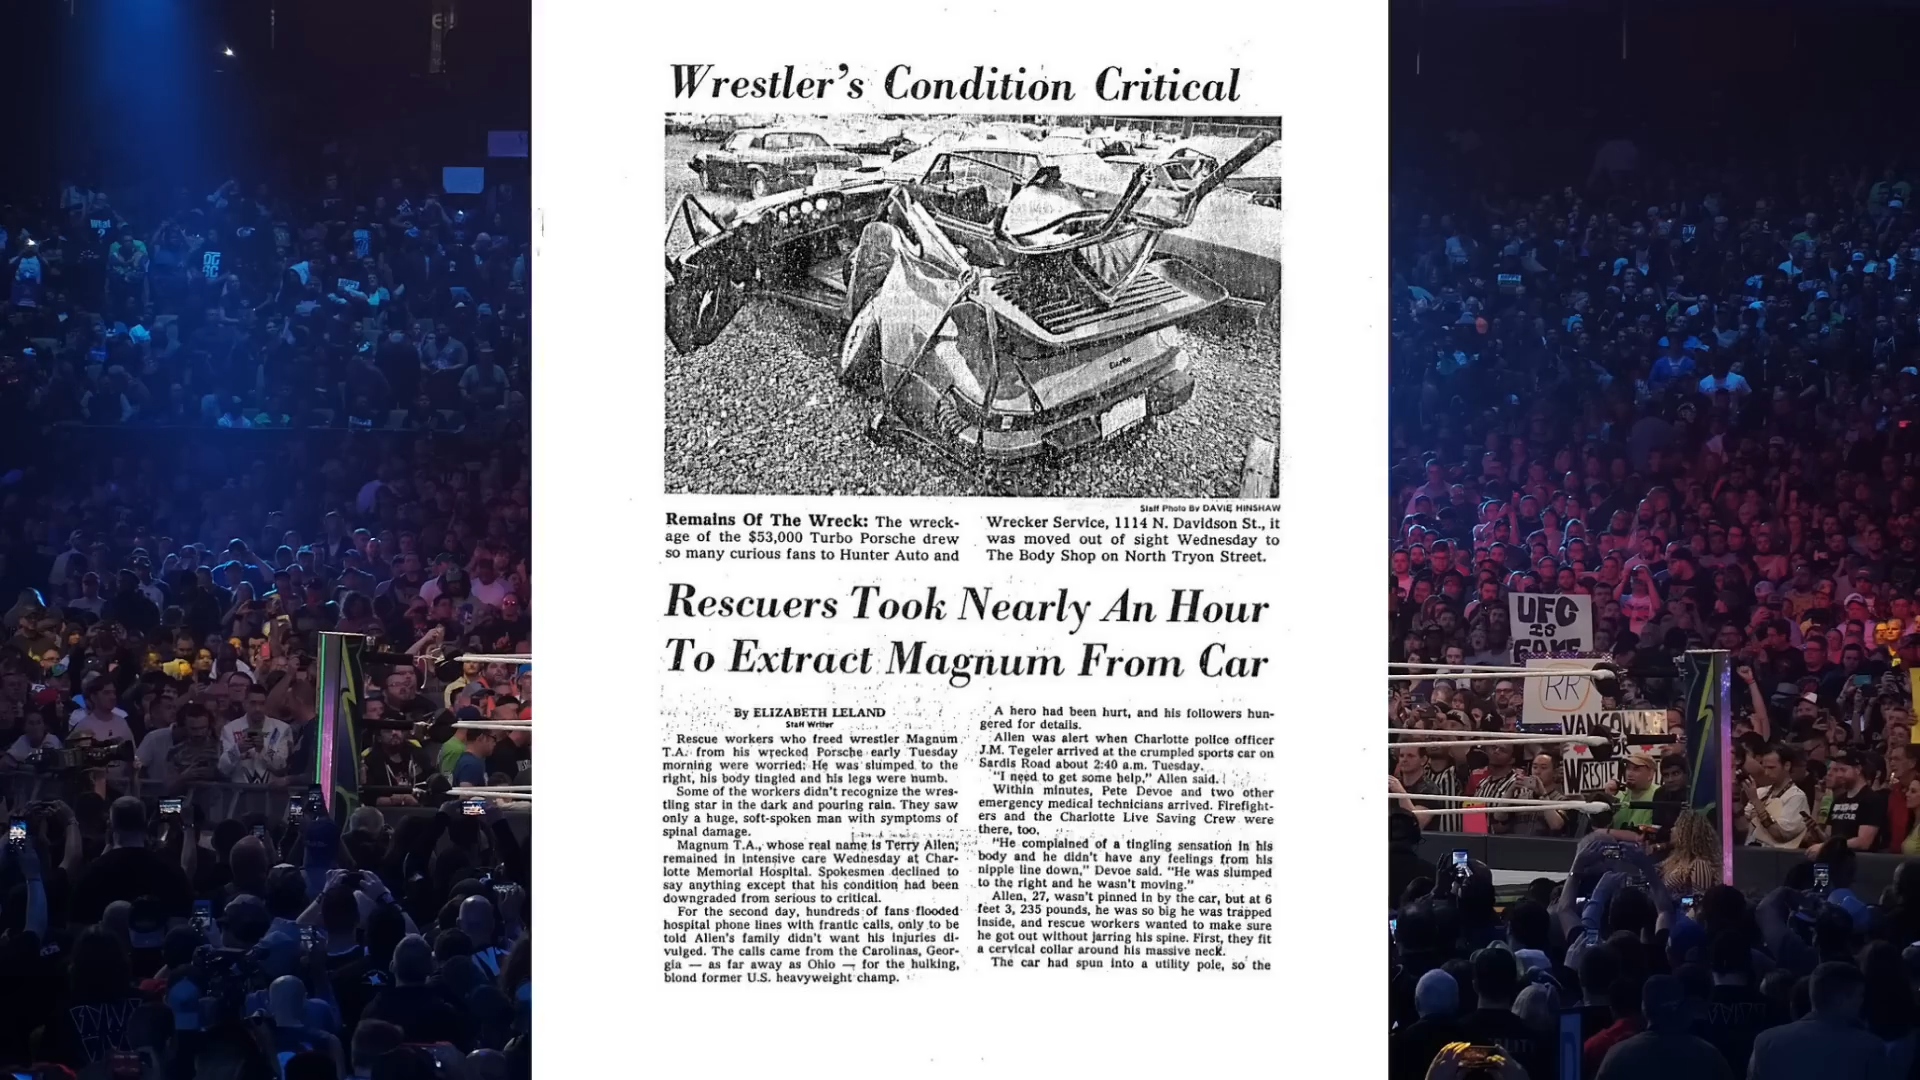 Wrestler's Condition Critical
Turbo
Staff Photo By DAVIE HINSHAW
Remains Of The Wreck: The wreck-
age of the $53,000 Turbo Porsche drew
so many curious fans to Hunter Auto and
Wrecker Service, 1114 N. Davidson St., it
was moved out of sight Wednesday to
The Body Shop on North Tryon Street.
Rescuers Took Nearly An Hour
To Extract Magnum From Car
By ELIZABETH LELAND
Staff Writer
Rescue workers who freed wrestler Magnum
T.A. from his wrecked Porsche early Tuesday
morning were worried: He was slumped to the
right, his body tingled and his legs were numb.
Some of the workers didn't recognize the wres-
tling star in the dark and pouring rain. They saw
only a huge, soft-spoken man with symptoms of
spinal damage.
Magnum T.A., whose real name is Terry Allen,
remained in intensive care Wednesday at Char-
lotte Memorial Hospital. Spokesmen declined to
say anything except that his condition had been
downgraded from serious to critical.
For the second day, hundreds of fans flooded
hospital phone lines with frantic calls, only to be
told Allen's family didn't want his injuries di-
vulged. The calls came from the Carolinas, Geor-
gia — as far away as Ohio — for the hulking,
blond former U.S. heavyweight champ.
A hero had been hurt, and his followers hun-
gered for details.
Allen was alert when Charlotte police officer
J.M. Tegeler arrived at the crumpled sports car on
Sardis Road about 2:40 a.m. Tuesday.
"I need to get some help," Allen said.
Within minutes, Pete Devoe and two other
emergency medical technicians arrived. Firefight-
ers and the Charlotte Live Saving Crew were
there, too.
"He complained of a tingling sensation in his
body and he didn't have any feelings from his
nipple line down," Devoe said. "He was slumped
to the right and he wasn't moving."
Allen, 27, wasn't pinned in by the car, but at 6
feet 3, 235 pounds, he was so big he was trapped
inside, and rescue workers wanted to make sure
he got out without jarring his spine. First, they fit
a cervical collar around his massive neck.
The car had spun into a utility pole, so the
What
?
UFC
IS
RR